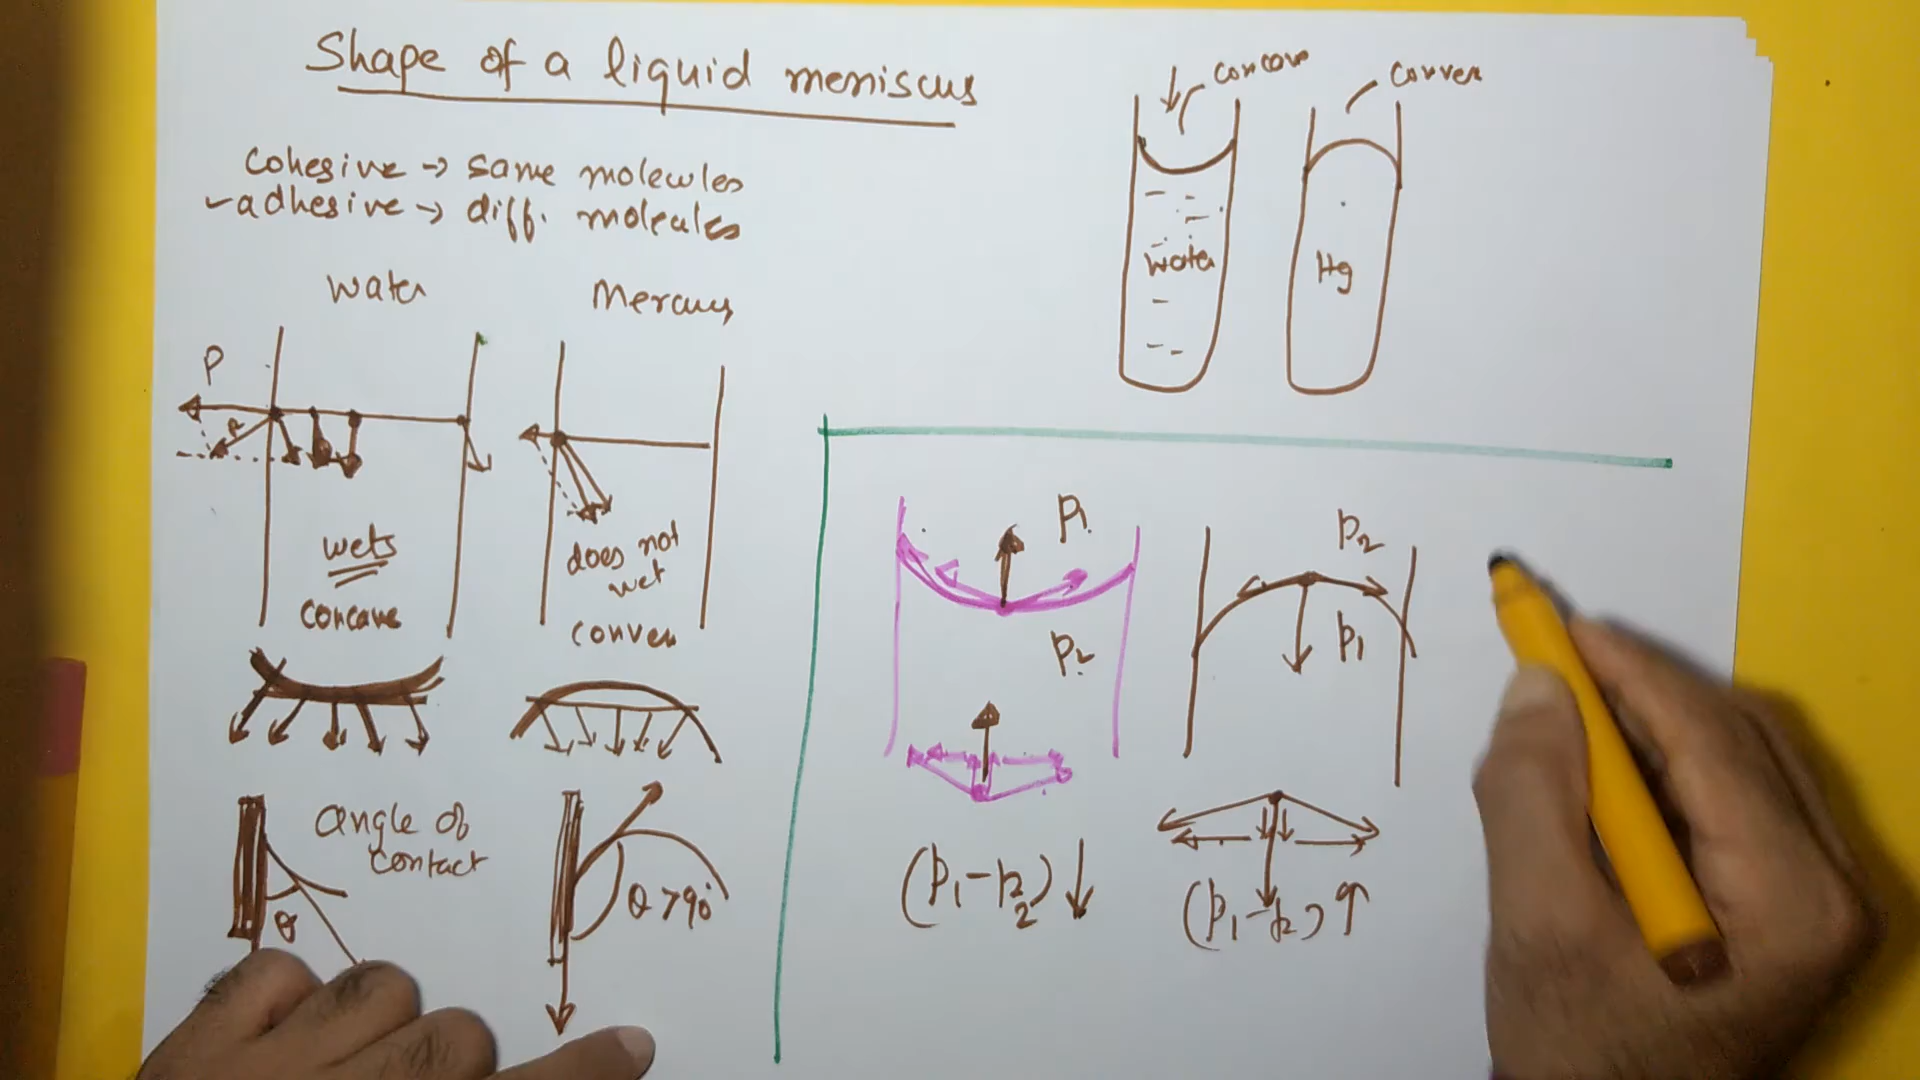 Shape of a liquid meniscus
concave
convex
Cohesive → same molecules
-adhesive → diff. molecules
water
Hg
Water
Mercury
P
R
wets
concave
does not
wet
convex
P1
P2
P2
P1
angle of
contact
θ
θ > 90°
(P1-P2) ↓
(P1-P2) ↑